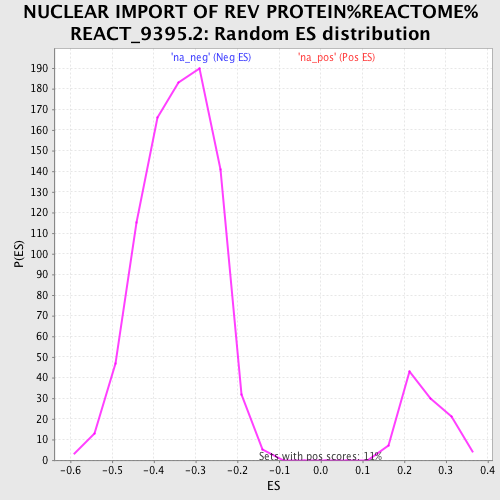 NUCLEAR IMPORT OF REV PROTEIN%REACTOME%
REACT_9395.2: Random ES distribution
'na_neg' (Neg ES) 'na_pos' (Pos ES)
190
180
170
160
150
140
130
120
110
100
90
80
70
60
50
40
30
20
10
0
P(ES)
Sets with pos scores: 11%
-0.6 -0.5 -0.4 -0.3 -0.2 -0.1 0.0 0.1 0.2 0.3 0.4
ES